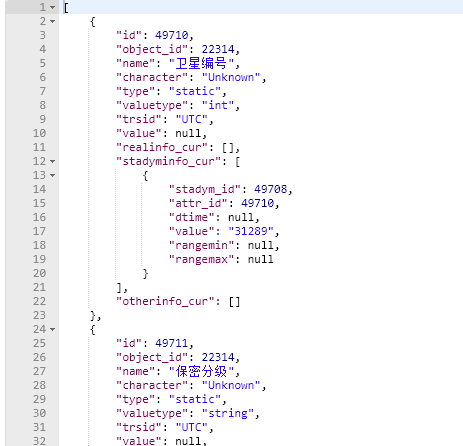 1 [
2 {
3 "id": 49710,
4 "object_id": 22314,
5 "name": "卫星编号",
6 "character": "Unknown",
7 "type": "static",
8 "valuetype": "int",
9 "trsid": "UTC",
10 "value": null,
11 "realinfo_cur": [],
12 "stadyminfo_cur": [
13 {
14 "stadym_id": 49708,
15 "attr_id": 49710,
16 "dtime": null,
17 "value": "31289",
18 "rangemin": null,
19 "rangemax": null
20 }
21 ],
22 "otherinfo_cur": []
23 },
24 {
25 "id": 49711,
26 "object_id": 22314,
27 "name": "保密分级",
28 "character": "Unknown",
29 "type": "static",
30 "valuetype": "string",
31 "trsid": "UTC",
32 "value": null,